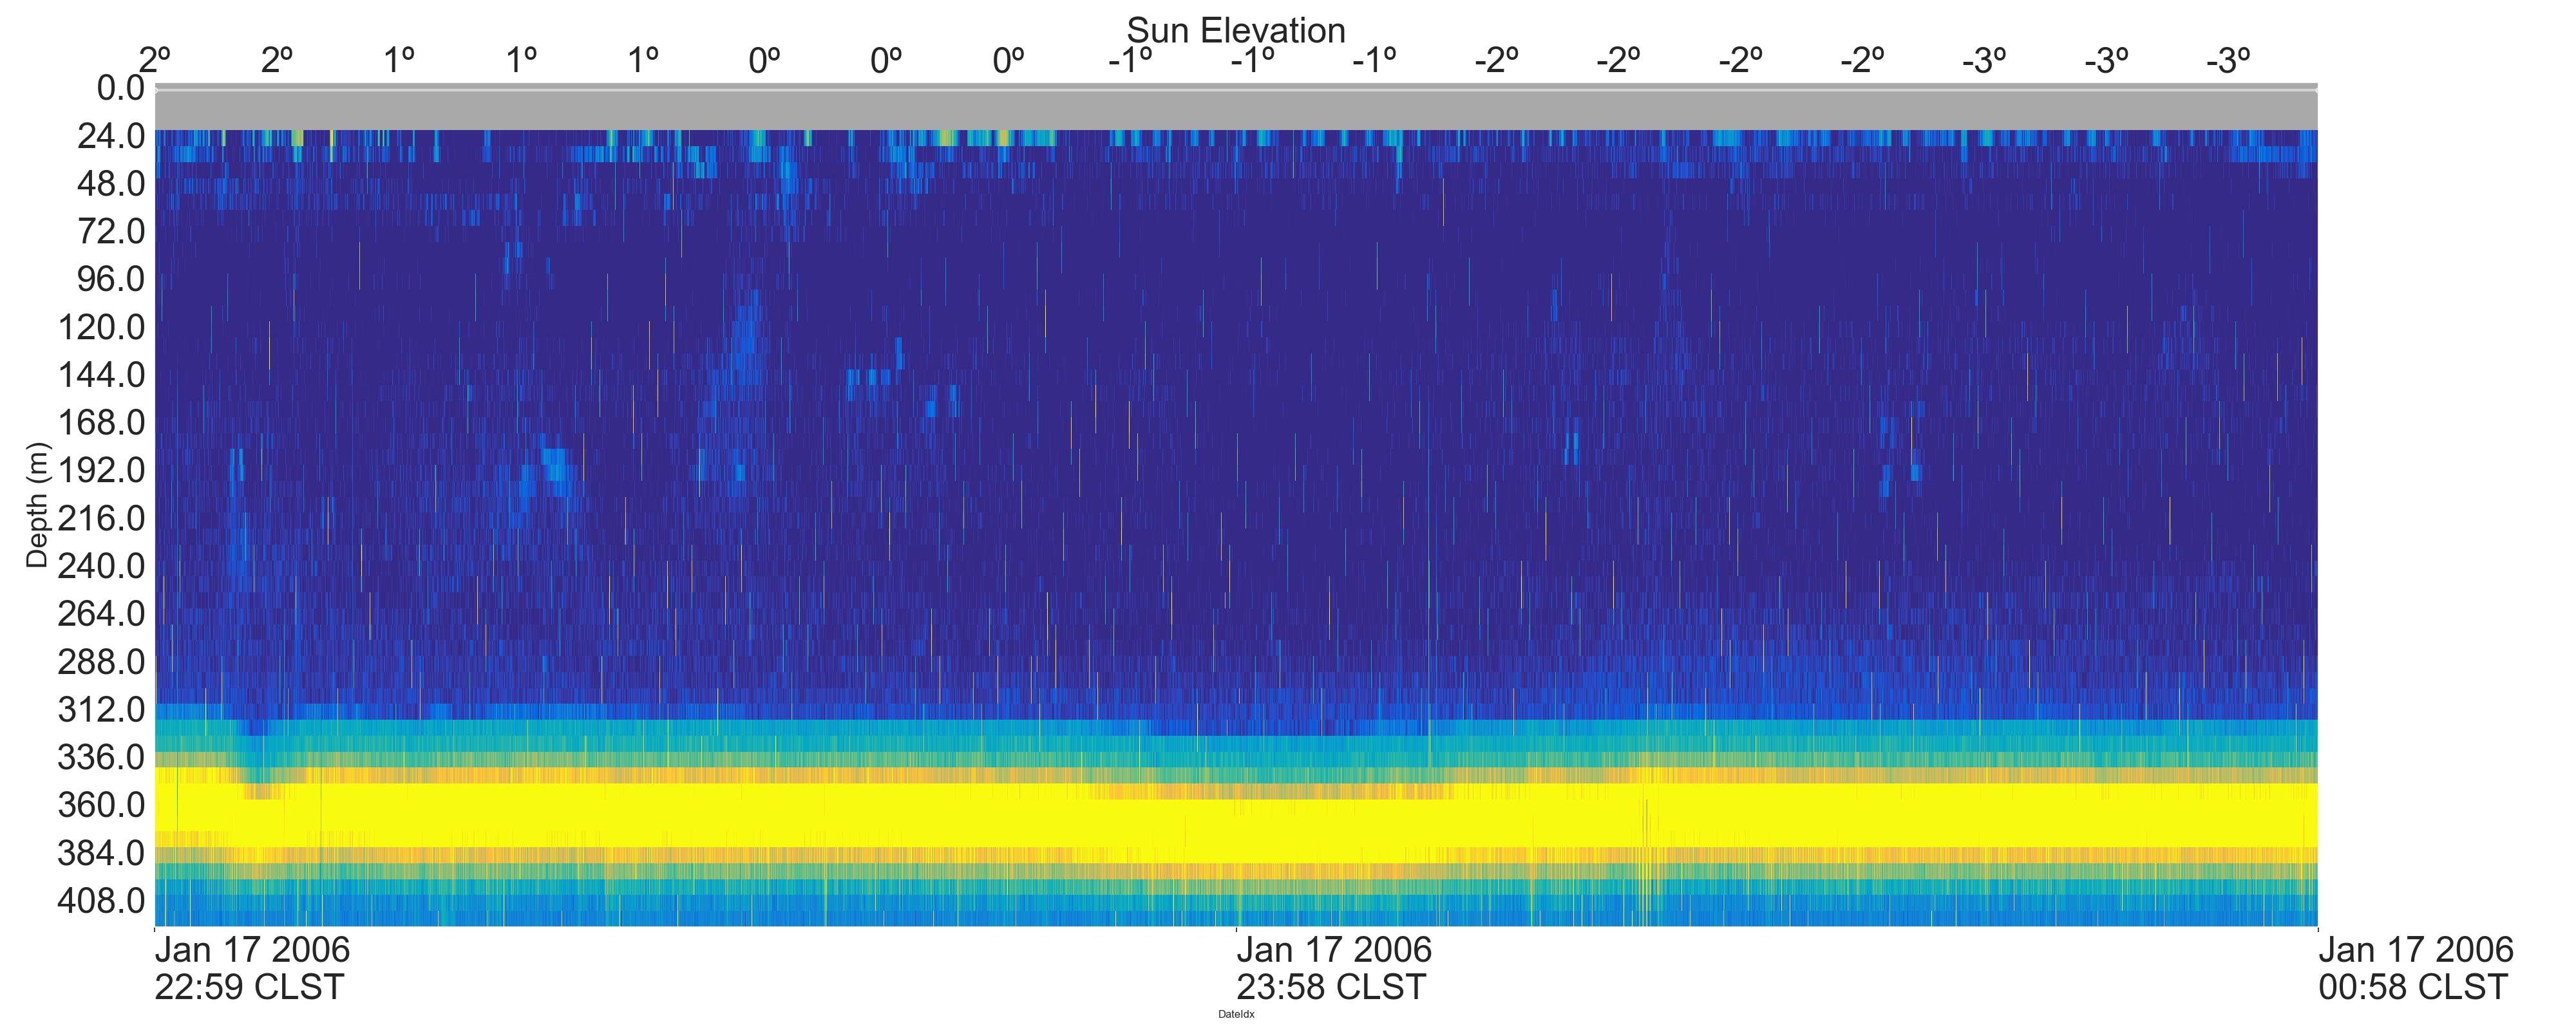 Sun Elevation
2º 2º 1º 1º 1º 0º 0º 0º -1º -1º -1º -2º -2º -2º -2º -3º -3º -3º
0.0
24.0
48.0
72.0
96.0
120.0
144.0
168.0
192.0
216.0
240.0
264.0
288.0
312.0
336.0
360.0
384.0
408.0
Depth (m)
Jan 17 2006
22:59 CLST
Jan 17 2006
23:58 CLST
Jan 17 2006
00:58 CLST
DateIdx